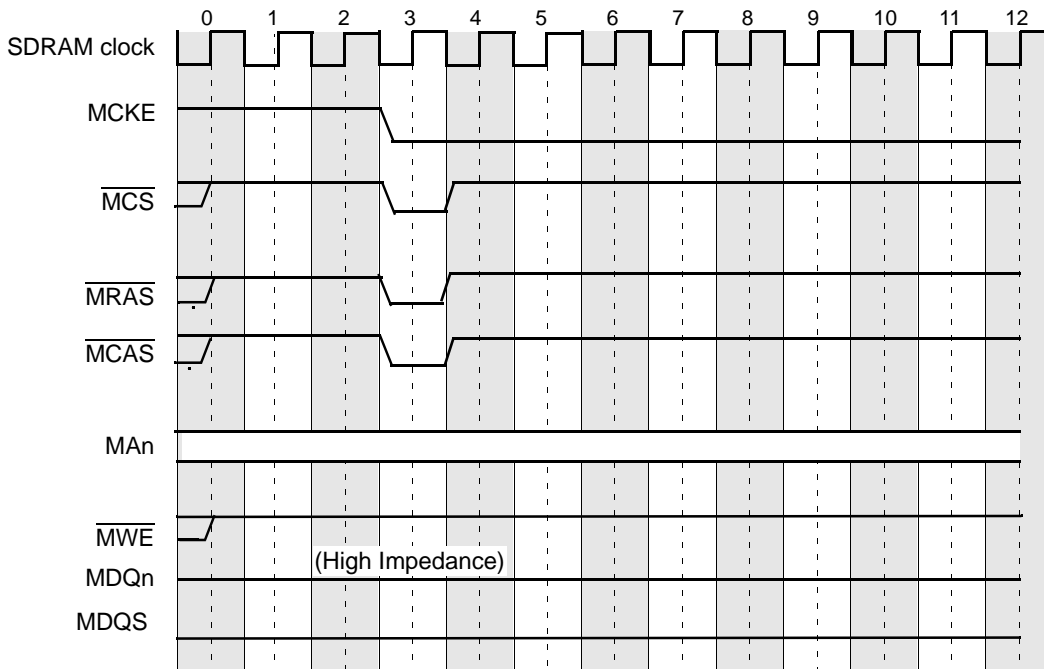 0 1 2 3 4 5 6 7 8 9 10 11 12
SDRAM clock
MCKE
MCS
MRAS
MCAS
MAn
MWE
(High Impedance)
MDQn
MDQS